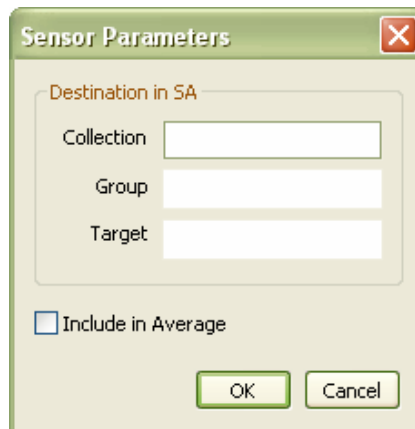 Sensor Parameters
Destination in SA
Collection
Group
Target
Include in Average
OK Cancel